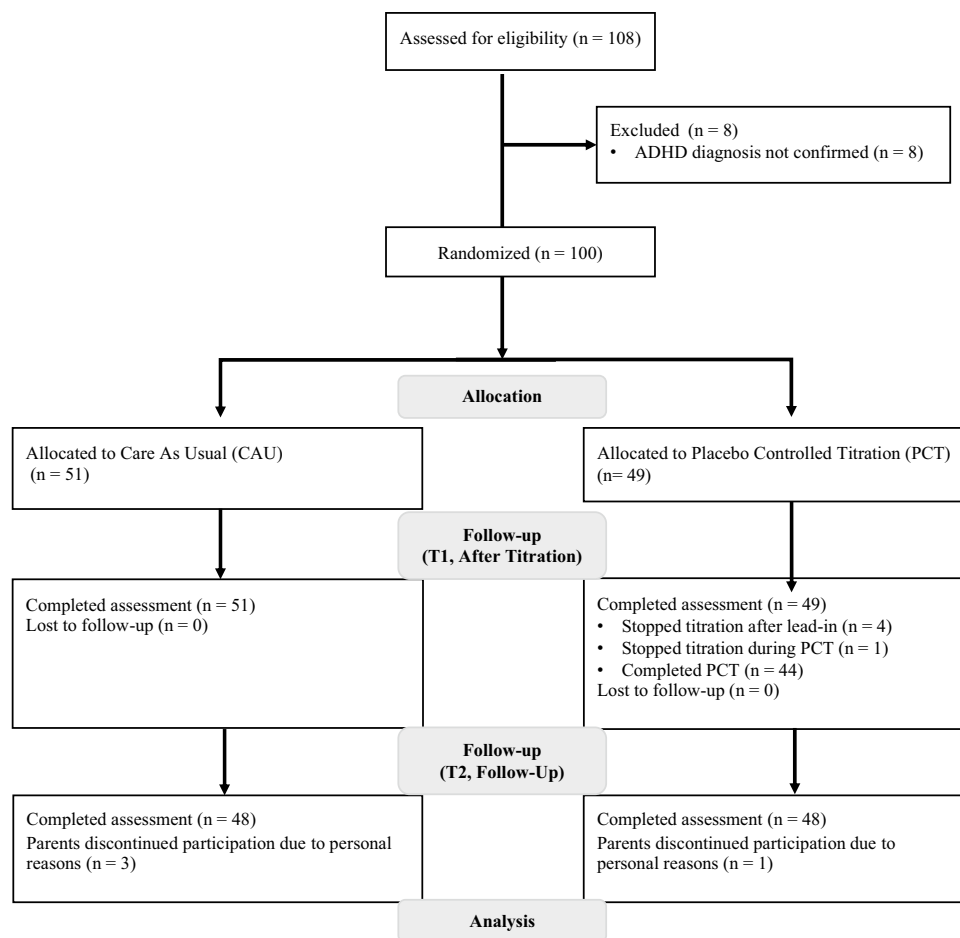 Assessed for eligibility (n = 108)
Excluded (n = 8)
• ADHD diagnosis not confirmed (n = 8)
Randomized (n = 100)
Allocation
Allocated to Care As Usual (CAU)
(n = 51)
Allocated to Placebo Controlled Titration (PCT)
(n= 49)
Follow-up
(T1, After Titration)
Completed assessment (n = 51)
Lost to follow-up (n = 0)
Completed assessment (n = 49)
• Stopped titration after lead-in (n = 4)
• Stopped titration during PCT (n = 1)
• Completed PCT (n = 44)
Lost to follow-up (n = 0)
Follow-up
(T2, Follow-Up)
Completed assessment (n = 48)
Parents discontinued participation due to personal
reasons (n = 3)
Completed assessment (n = 48)
Parents discontinued participation due to
personal reasons (n = 1)
Analysis